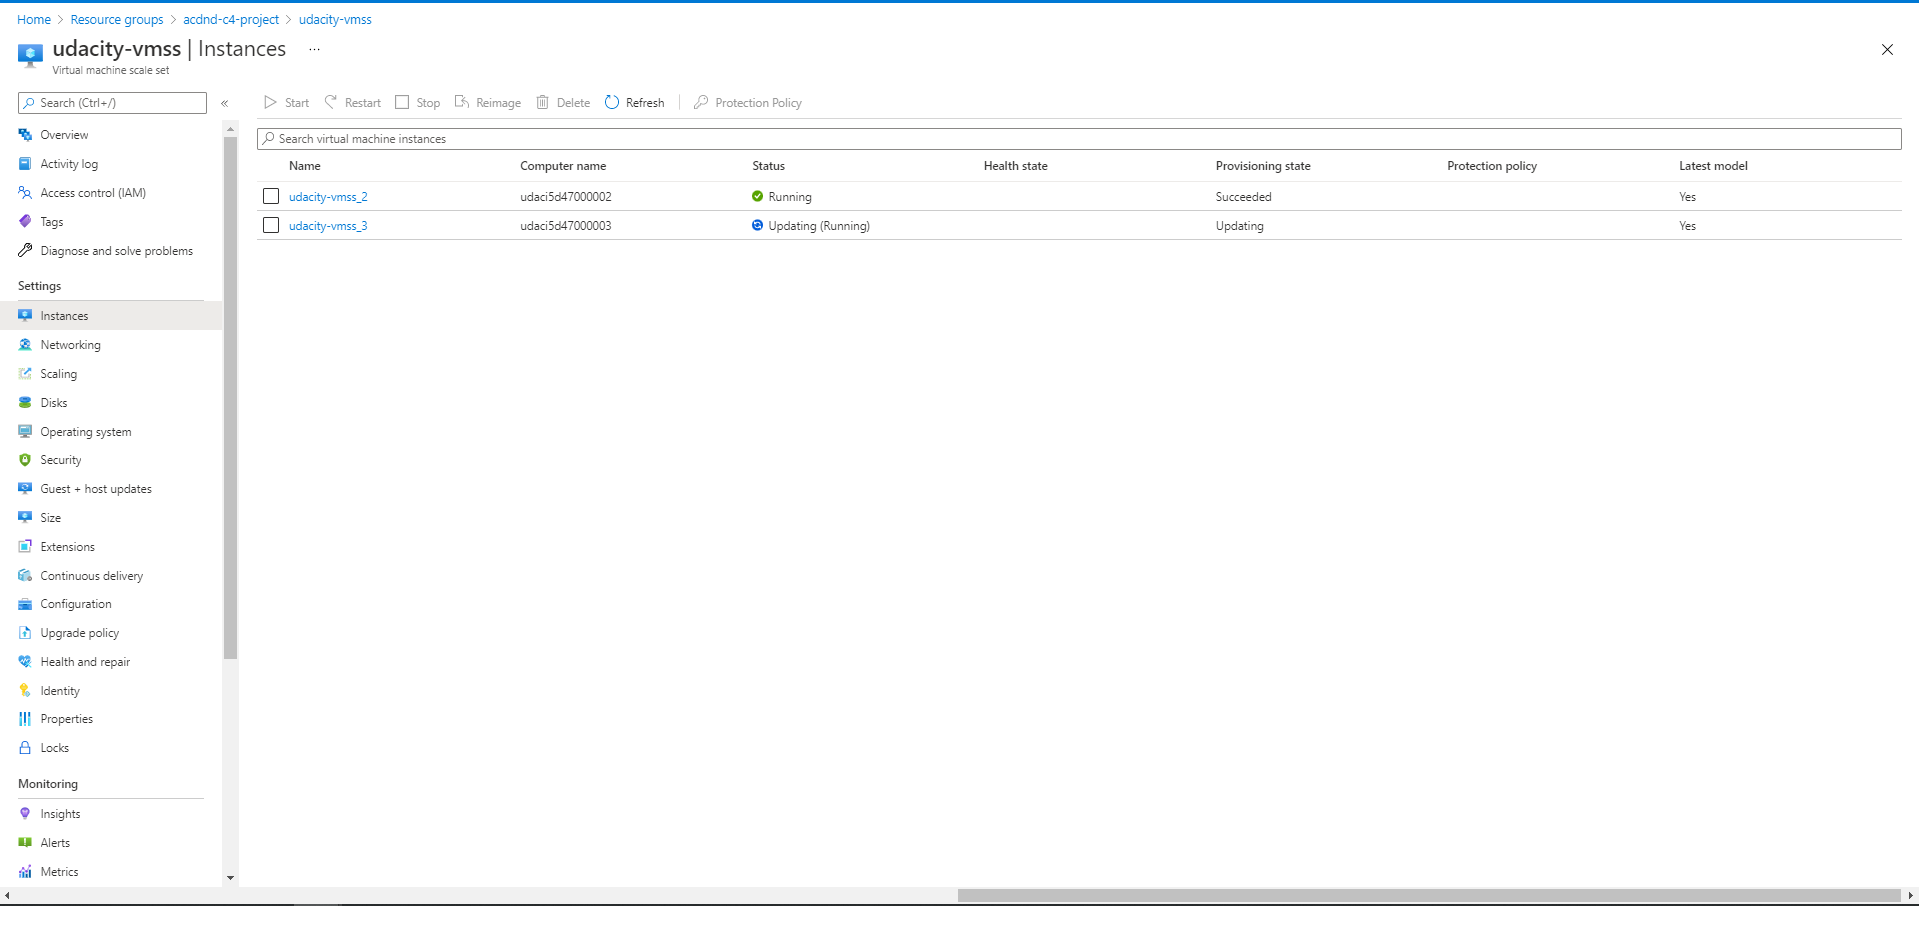 Home > Resource groups > acdnd-c4-project > udacity-vmss
udacity-vmss | Instances ...
Virtual machine scale set
Search (Ctrl+/) «
Start Restart Stop Reimage Delete Refresh Protection Policy
Search virtual machine instances
Name Computer name Status Health state Provisioning state Protection policy Latest model
udacity-vmss_2 udaci5d47000002 Running Succeeded Yes
udacity-vmss_3 udaci5d47000003 Updating (Running) Updating Yes
Overview
Activity log
Access control (IAM)
Tags
Diagnose and solve problems
Settings
Instances
Networking
Scaling
Disks
Operating system
Security
Guest + host updates
Size
Extensions
Continuous delivery
Configuration
Upgrade policy
Health and repair
Identity
Properties
Locks
Monitoring
Insights
Alerts
Metrics